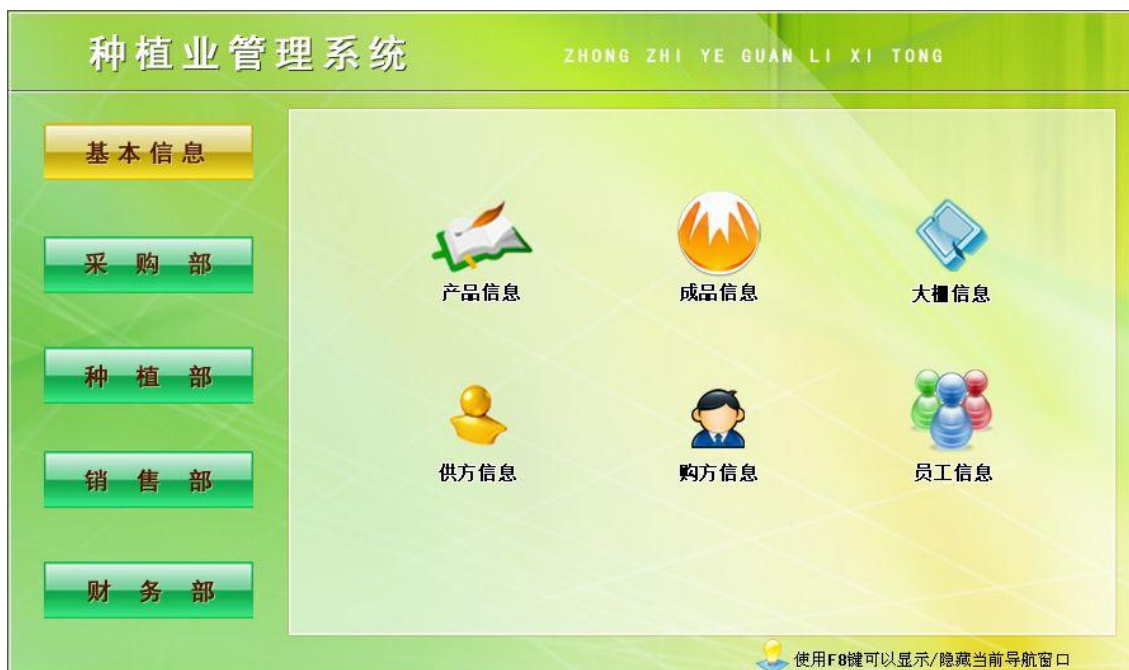 种植业管理系统 ZHONG ZHI YE GUAN LI XI TONG
基本信息
采购部
种植部
销售部
财务部
产品信息 成品信息 大棚信息
供方信息 购方信息 员工信息
使用F8键可以显示/隐藏当前导航窗口